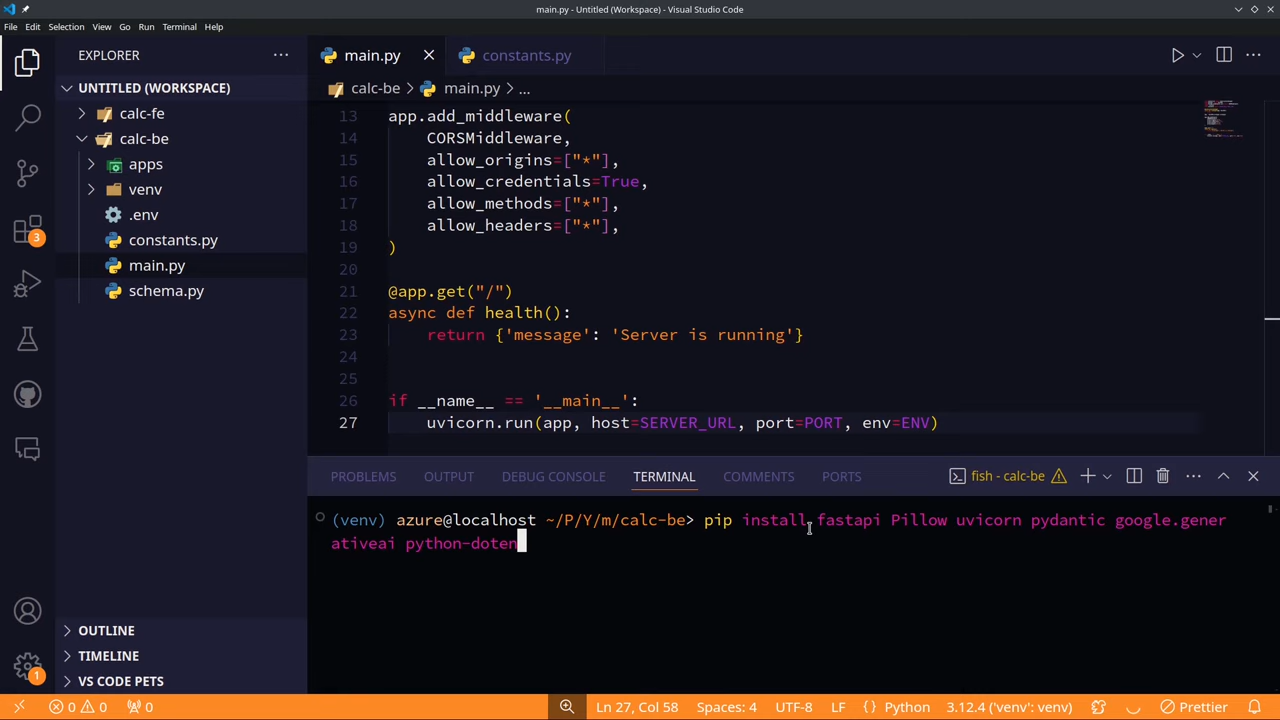 main.py - Untitled (Workspace) - Visual Studio Code
File Edit Selection View Go Run Terminal Help
EXPLORER
UNTITLED (WORKSPACE)
calc-fe
calc-be
apps
venv
.env
constants.py
main.py
schema.py
OUTLINE
TIMELINE
VS CODE PETS
3
1
main.py constants.py
calc-be > main.py > ...
13 app.add_middleware(
14 CORSMiddleware,
15 allow_origins=["*"],
16 allow_credentials=True,
17 allow_methods=["*"],
18 allow_headers=["*"],
19 )
20
21 @app.get("/")
22 async def health():
23 return {'message': 'Server is running'}
24
25
26 if __name__ == '__main__':
27 uvicorn.run(app, host=SERVER_URL, port=PORT, env=ENV)
PROBLEMS OUTPUT DEBUG CONSOLE TERMINAL COMMENTS PORTS fish - calc-be
(venv) azure@localhost ~/P/Y/m/calc-be> pip install fastapi Pillow uvicorn pydantic google.gener
ativeai python-doten
0 0 0 Ln 27, Col 58 Spaces: 4 UTF-8 LF {} Python 3.12.4 ('venv': venv) Prettier